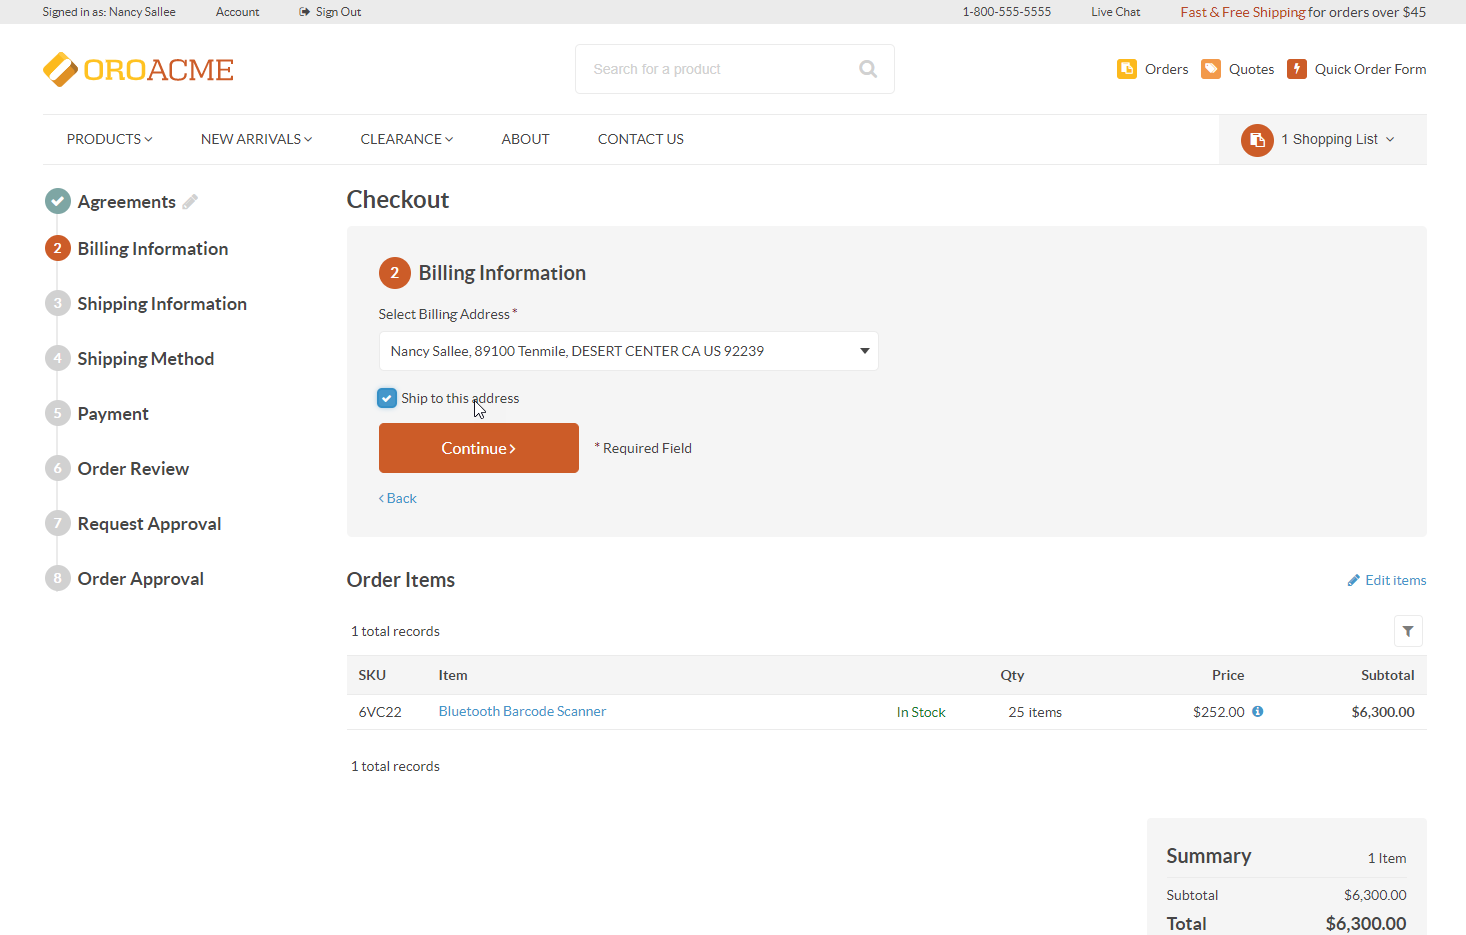 Signed in as: Nancy Sallee Account Sign Out 1-800-555-5555 Live Chat Fast & Free Shipping for orders over $45
OROACME Search for a product Orders Quotes Quick Order Form
PRODUCTS NEW ARRIVALS CLEARANCE ABOUT CONTACT US 1 Shopping List
Agreements
2 Billing Information
3 Shipping Information
4 Shipping Method
5 Payment
6 Order Review
7 Request Approval
8 Order Approval
Checkout
2 Billing Information
Select Billing Address *
Nancy Sallee, 89100 Tenmile, DESERT CENTER CA US 92239
Ship to this address
Continue > * Required Field
< Back
Order Items Edit items
1 total records
SKU Item Qty Price Subtotal
6VC22 Bluetooth Barcode Scanner In Stock 25 items $252.00 $6,300.00
1 total records
Summary 1 Item
Subtotal $6,300.00
Total $6,300.00